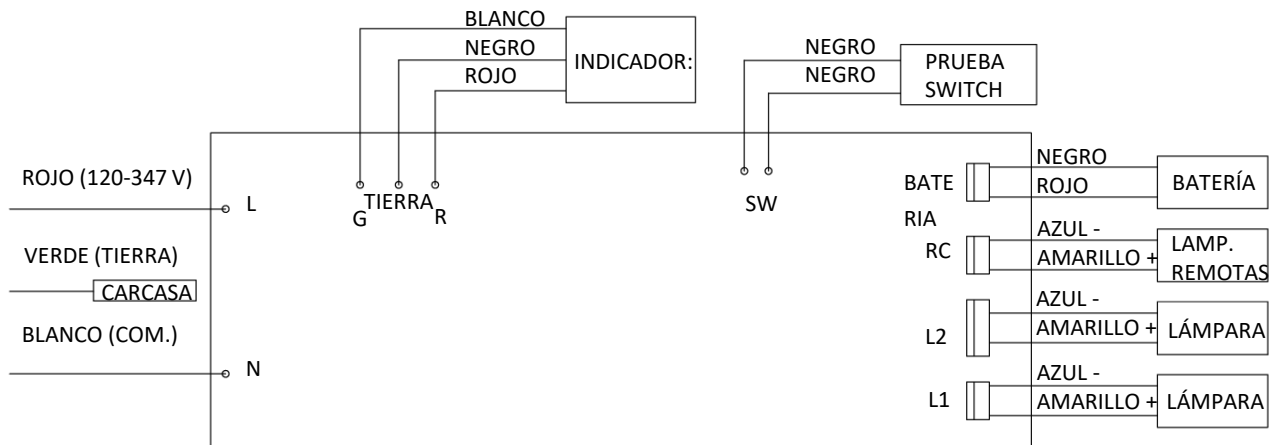 BLANCO
NEGRO
ROJO
INDICADOR:
NEGRO
NEGRO
PRUEBA
SWITCH
ROJO (120-347 V)
L
VERDE (TIERRA)
CARCASA
BLANCO (COM.)
N
G
TIERRA
R
SW
BATE
RIA
NEGRO
ROJO
BATERÍA
RC
AZUL -
AMARILLO +
LAMP.
REMOTAS
L2
AZUL -
AMARILLO +
LÁMPARA
L1
AZUL -
AMARILLO +
LÁMPARA